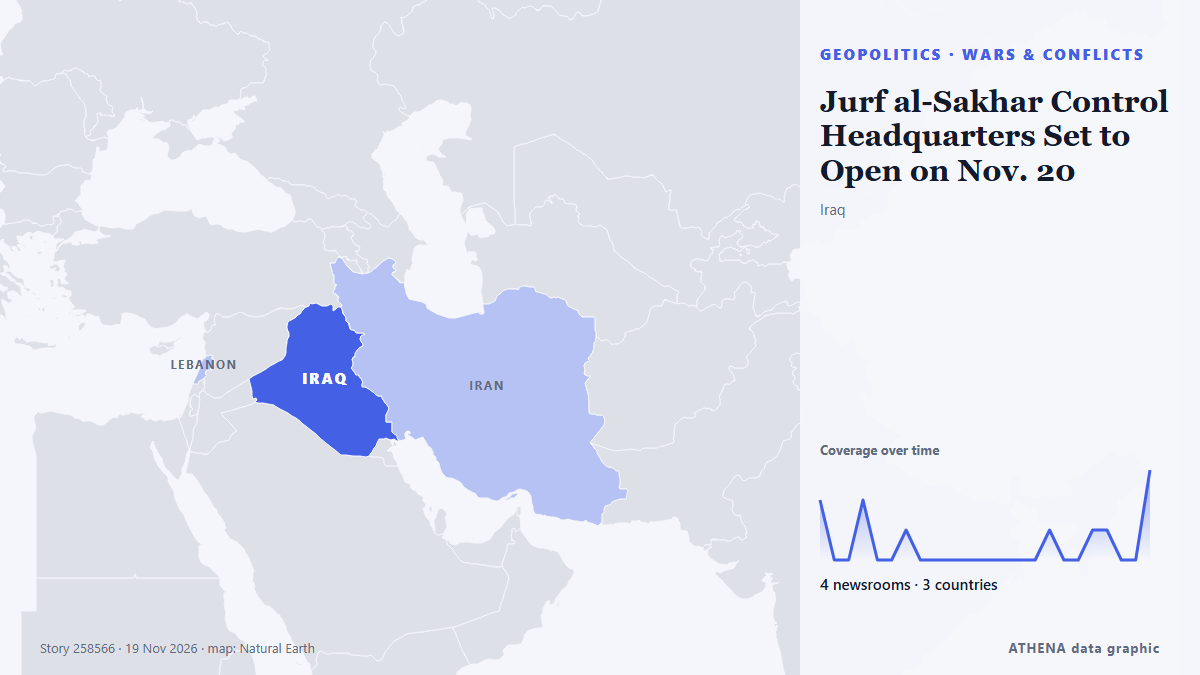 GEOPOLITICS · WARS & CONFLICTS
Jurf al-Sakhar Control
Headquarters Set to
Open on Nov. 20
Iraq
LEBANON
IRAQ
IRAN
Coverage over time
4 newsrooms · 3 countries
Story 258566 · 19 Nov 2026 · map: Natural Earth
ATHENA data graphic